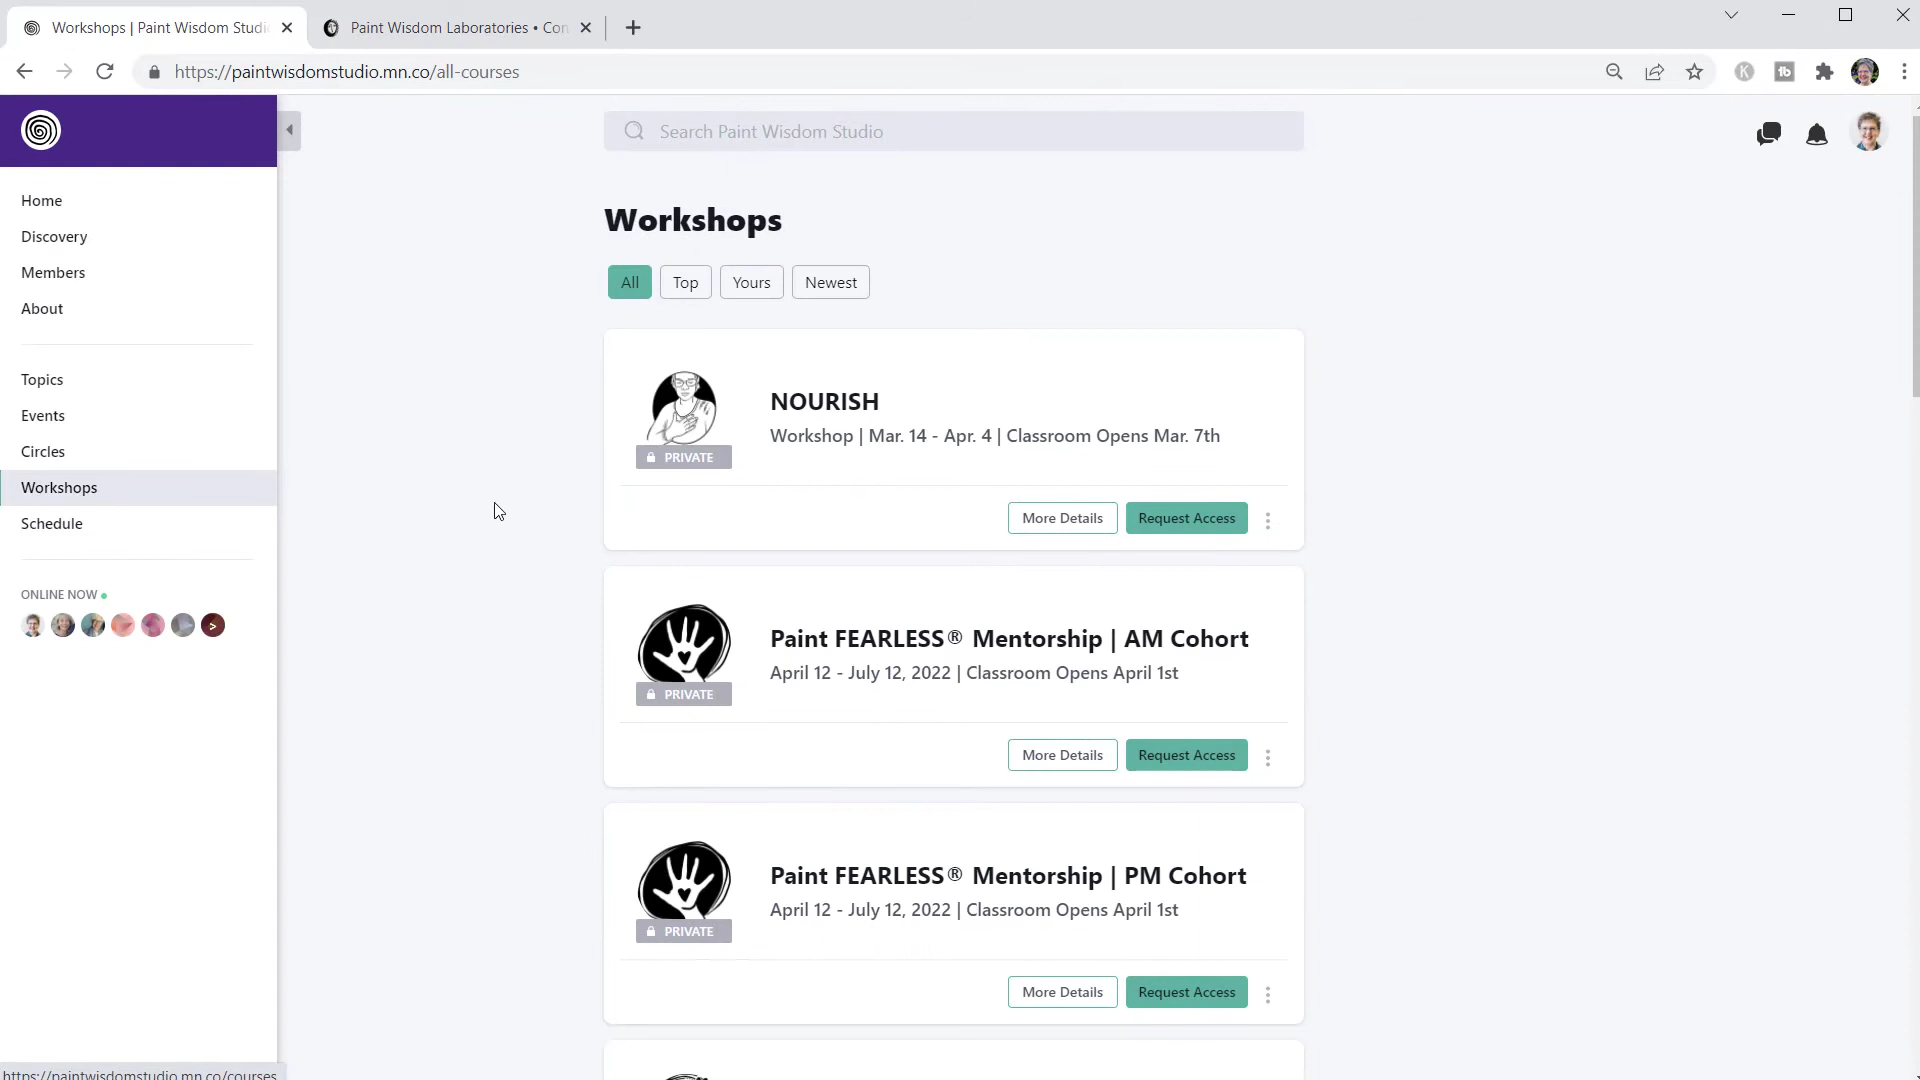 Workshops | Paint Wisdom Studi
Paint Wisdom Laboratories • Con
https://paintwisdomstudio.mn.co/all-courses
Search Paint Wisdom Studio
Home
Discovery
Members
About
Topics
Events
Circles
Workshops
Schedule
ONLINE NOW
Workshops
All
Top
Yours
Newest
NOURISH
Workshop | Mar. 14 - Apr. 4 | Classroom Opens Mar. 7th
PRIVATE
More Details
Request Access
Paint FEARLESS® Mentorship | AM Cohort
April 12 - July 12, 2022 | Classroom Opens April 1st
PRIVATE
More Details
Request Access
Paint FEARLESS® Mentorship | PM Cohort
April 12 - July 12, 2022 | Classroom Opens April 1st
PRIVATE
More Details
Request Access
https://paintwisdomstudio.mn.co/courses